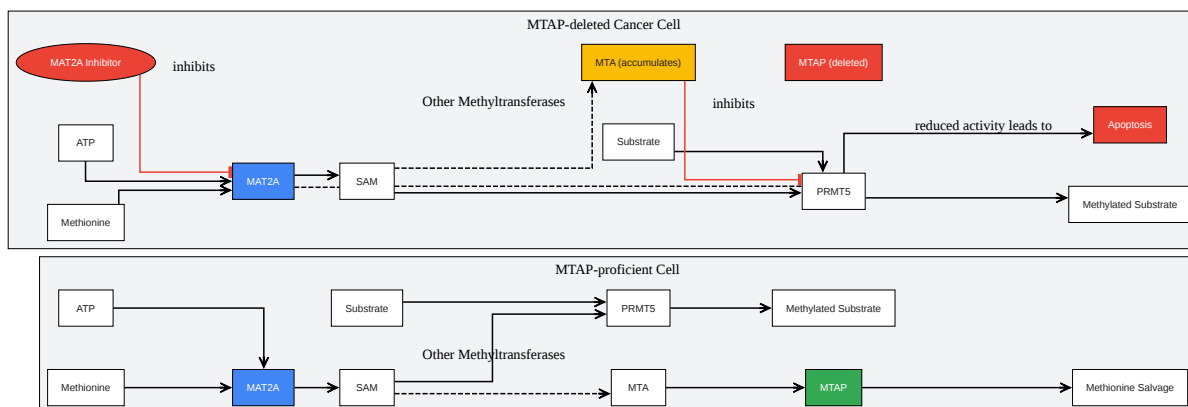 MTAP-deleted Cancer Cell
MAT2A Inhibitor
inhibits
MTA (accumulates)
MTAP (deleted)
Other Methyltransferases
inhibits
ATP
Substrate
reduced activity leads to
Apoptosis
MAT2A
SAM
PRMT5
Methionine
Methylated Substrate
MTAP-proficient Cell
ATP
Substrate
PRMT5
Methylated Substrate
Other Methyltransferases
Methionine
MAT2A
SAM
MTA
MTAP
Methionine Salvage